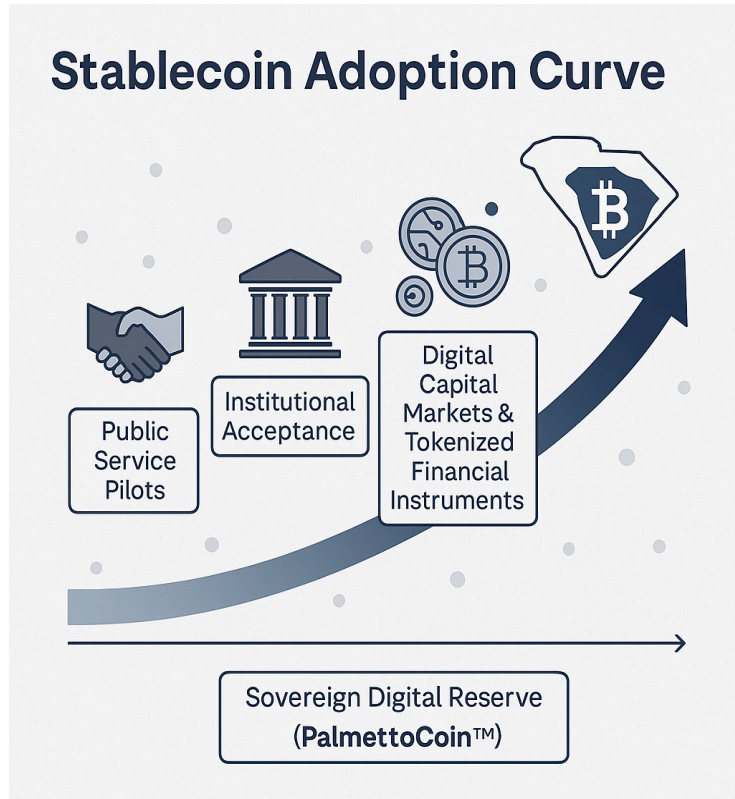 Stablecoin Adoption Curve
Public
Service
Pilots
Institutional
Acceptance
Digital
Capital
Markets &
Tokenized
Financial
Instruments
Sovereign Digital Reserve
(PalmettoCoin™)